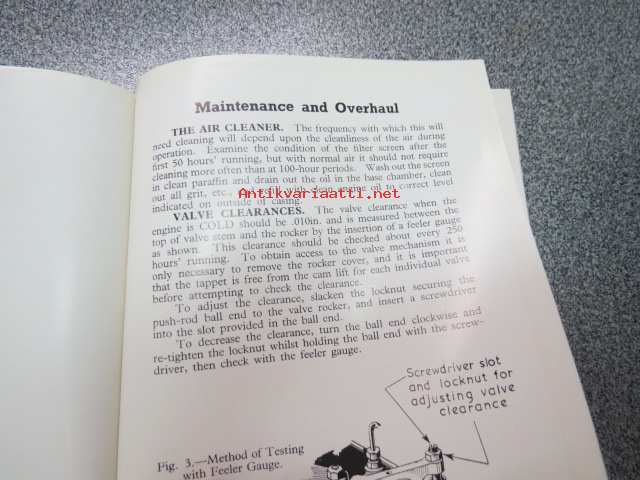 Maintenance and Overhaul
THE AIR CLEANER. The frequency with which this will
need cleaning will depend upon the cleanliness of the air during
operation. Examine the condition of the filter screen after the
first 50 hours' running, but with normal air it should not require
cleaning more often than at 100-hour periods. Wash out the screen
in clean paraffin and drain out the oil in the base chamber, clean
out all grit, etc., and fill with clean engine oil to correct level
Antikvariaatti.net
indicated on outside of casing.
VALVE CLEARANCES. The valve clearance when the
engine is COLD should be .010in. and is measured between the
top of valve stem and the rocker by the insertion of a feeler gauge
as shown. This clearance should be checked about every 250
hours' running. To obtain access to the valve mechanism it is
only necessary to remove the rocker cover, and it is important
that the tappet is free from the cam lift for each individual valve
before attempting to check the clearance.
To adjust the clearance, slacken the locknut securing the
push-rod ball end to the valve rocker, and insert a screwdriver
into the slot provided in the ball end.
To decrease the clearance, turn the ball end clockwise and
re-tighten the locknut whilst holding the ball end with the screw-
driver, then check with the feeler gauge.
Screwdriver slot
and locknut for
adjusting valve
clearance
Fig. 3.—Method of Testing
with Feeler Gauge.